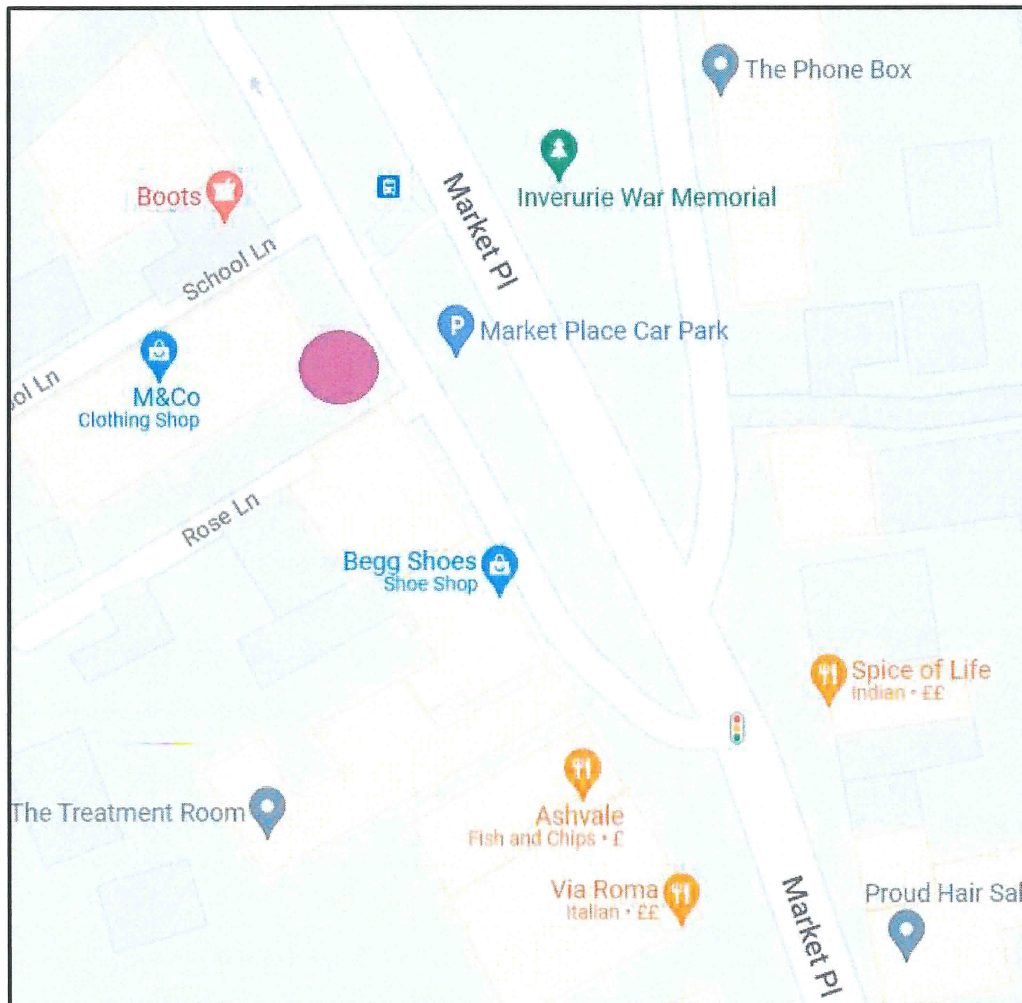 The Phone Box
Boots
Inverurie War Memorial
Market Pl
School Ln
P
Market Place Car Park
M&Co
Clothing Shop
ool Ln
Rose Ln
Begg Shoes
Shoe Shop
Spice of Life
Indian • ££
The Treatment Room
Ashvale
Fish and Chips • £
Via Roma
Italian • ££
Market Pl
Proud Hair Sal